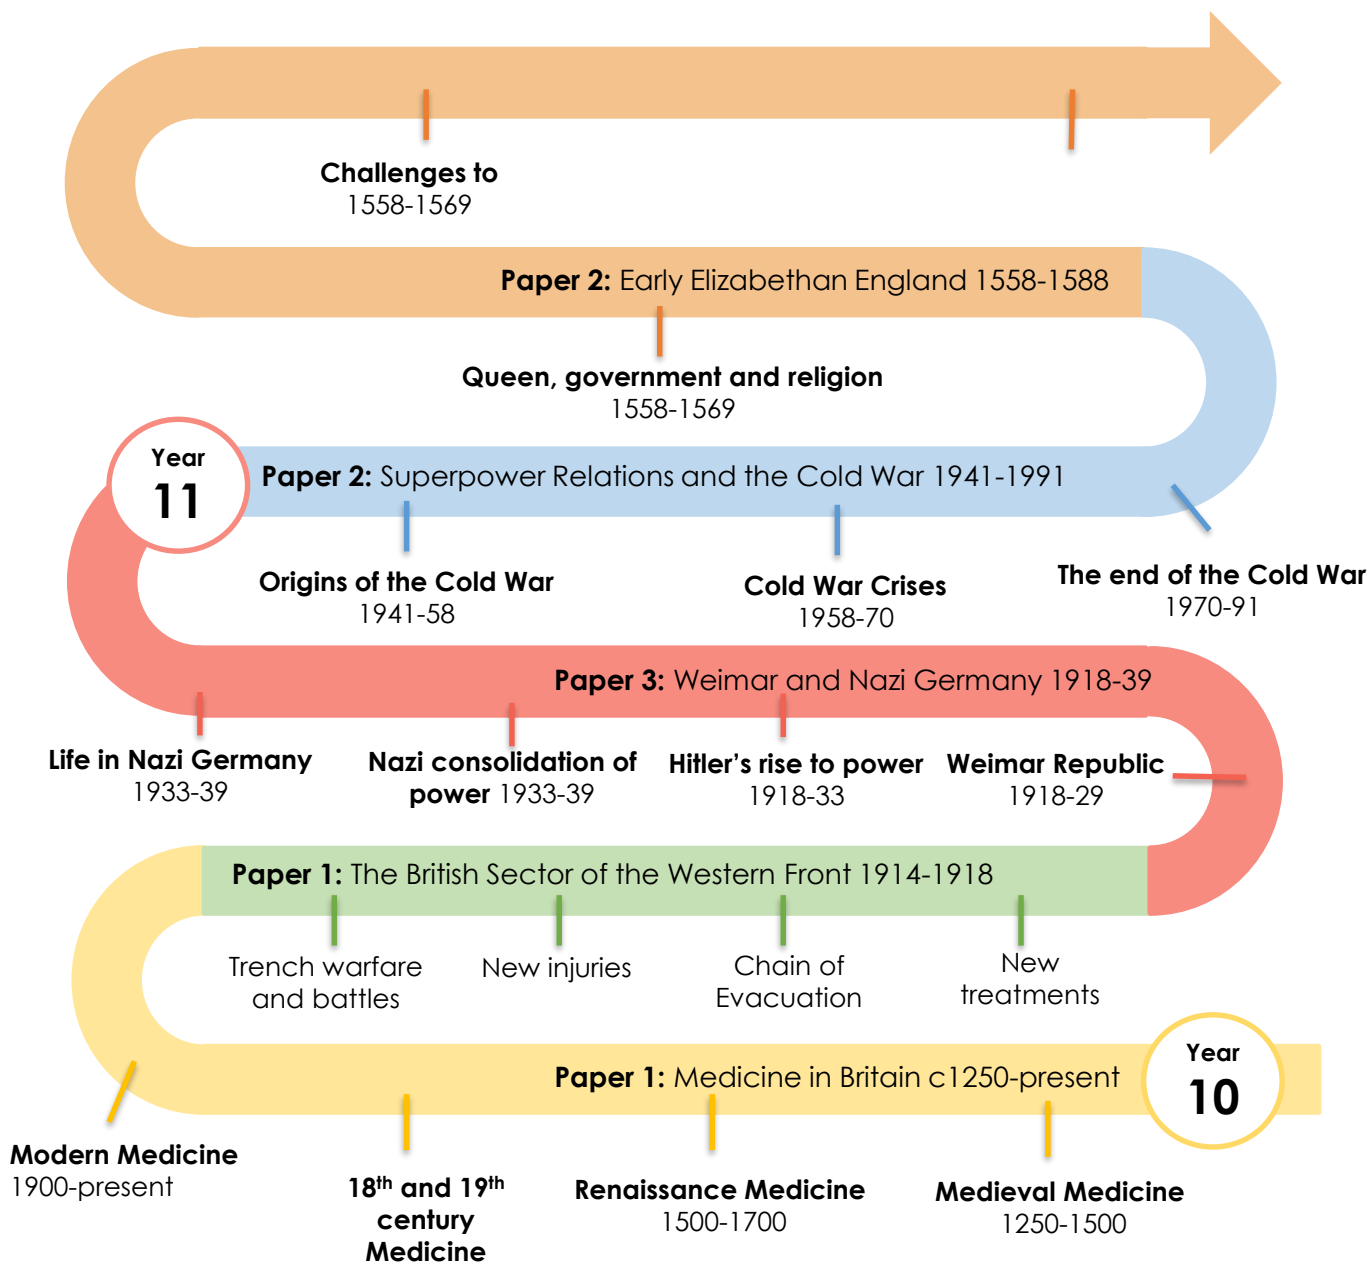 Challenges to
1558-1569
Paper 2: Early Elizabethan England 1558-1588
Queen, government and religion
1558-1569
Year
11
Paper 2: Superpower Relations and the Cold War 1941-1991
Origins of the Cold War
1941-58
Cold War Crises
1958-70
The end of the Cold War
1970-91
Paper 3: Weimar and Nazi Germany 1918-39
Life in Nazi Germany
1933-39
Nazi consolidation of
power 1933-39
Hitler's rise to power
1918-33
Weimar Republic
1918-29
Paper 1: The British Sector of the Western Front 1914-1918
Trench warfare
and battles
New injuries
Chain of
Evacuation
New
treatments
Year
10
Paper 1: Medicine in Britain c1250-present
Modern Medicine
1900-present
18th and 19th
century
Medicine
Renaissance Medicine
1500-1700
Medieval Medicine
1250-1500